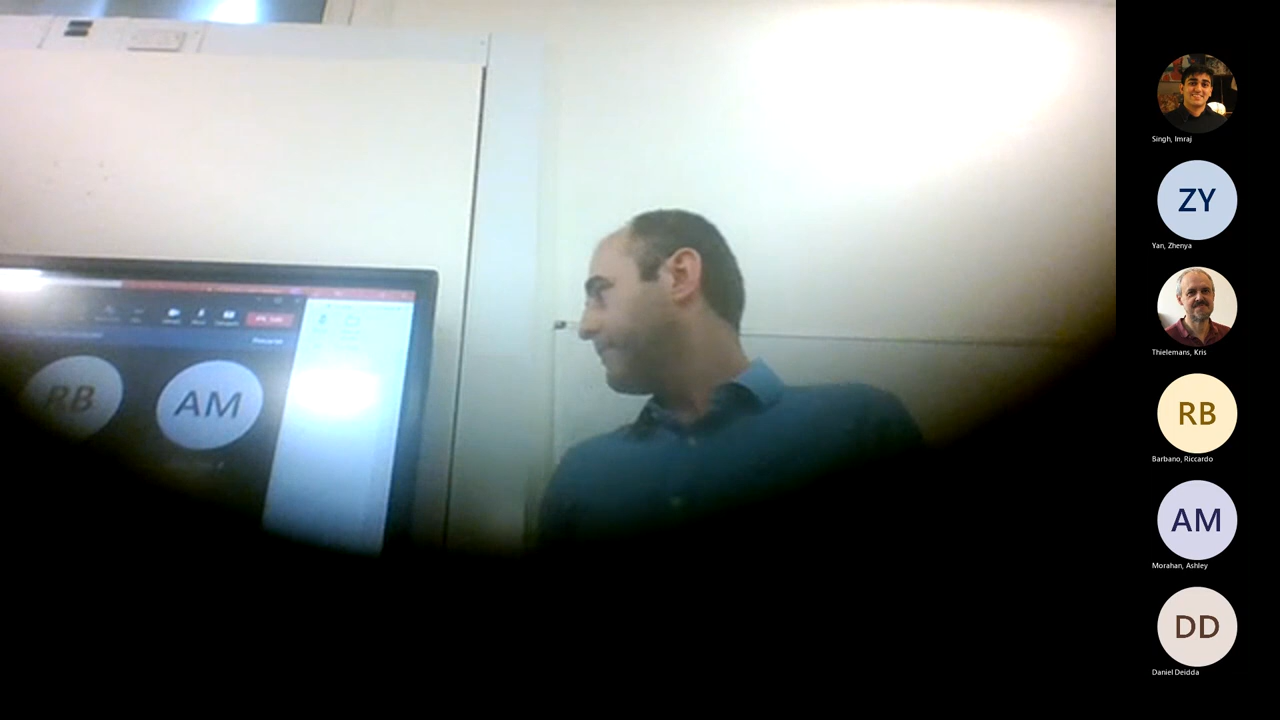 RB
AM
Singh, Imraj
ZY
Yan, Zhenya
Thielemans, Kris
RB
Barbano, Riccardo
AM
Morahan, Ashley
DD
Daniel Deidda